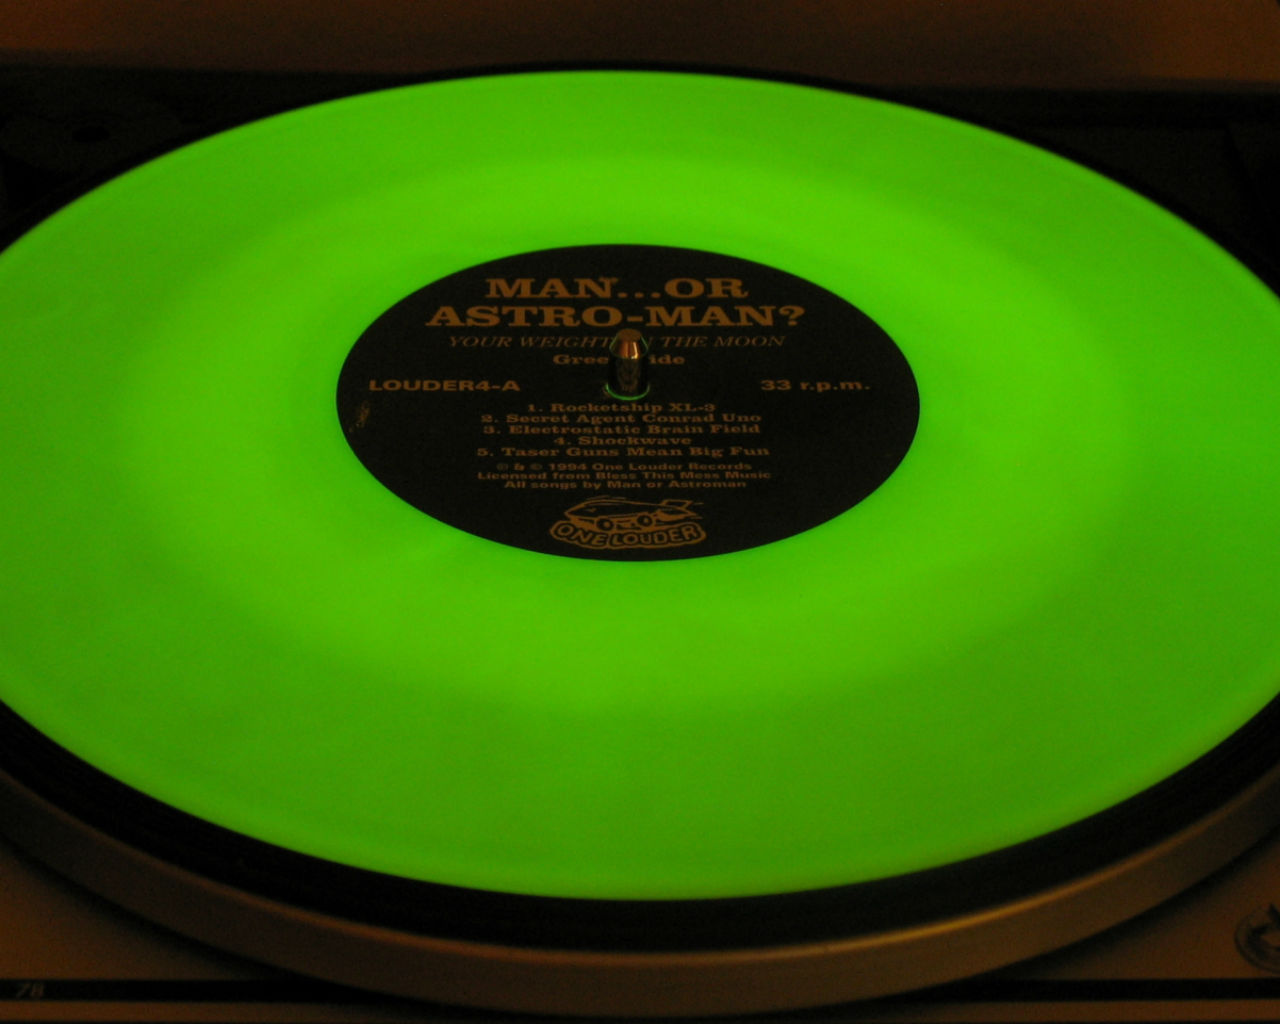 MAN...OR
ASTRO-MAN?
YOUR WEIGHT THE MOON
Gree ide
LOUDER4-A 33 r.p.m.
1. Rocketship XL-3
2. Secret Agent Conrad Uno
3. Electrostatic Brain Field
4. Shockwave
5. Taser Guns Mean Big Fun
℗ & © 1994 One Louder Records
Licensed from Bless This Mess Music
All songs by Man or Astroman
ONE LOUDER
78